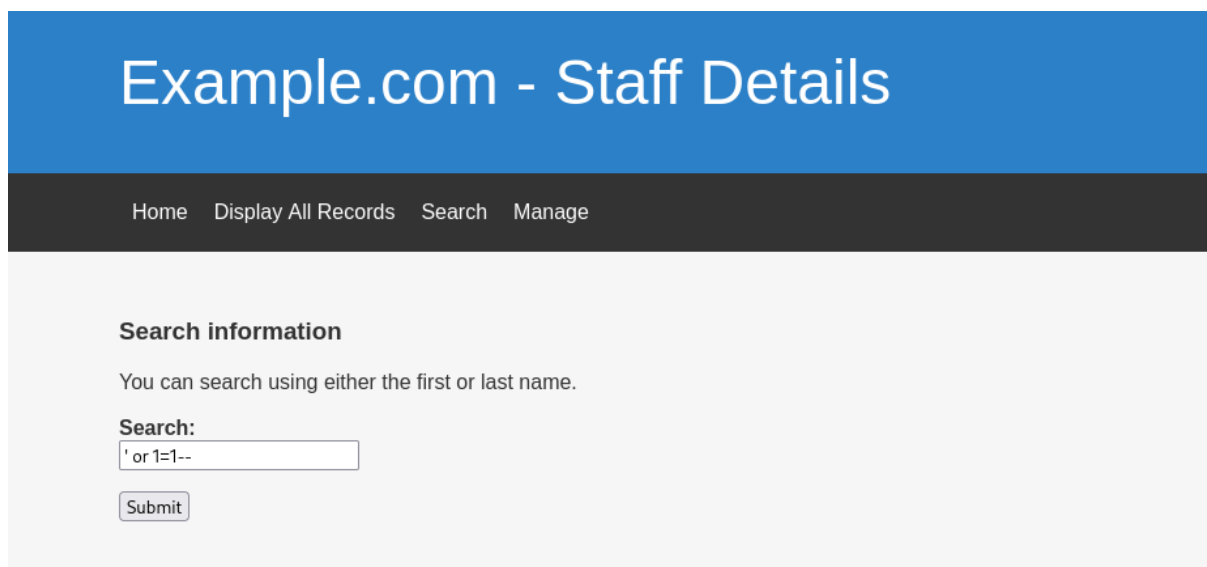 Example.com - Staff Details
Home Display All Records Search Manage
Search information
You can search using either the first or last name.
Search:
' or 1=1--
Submit